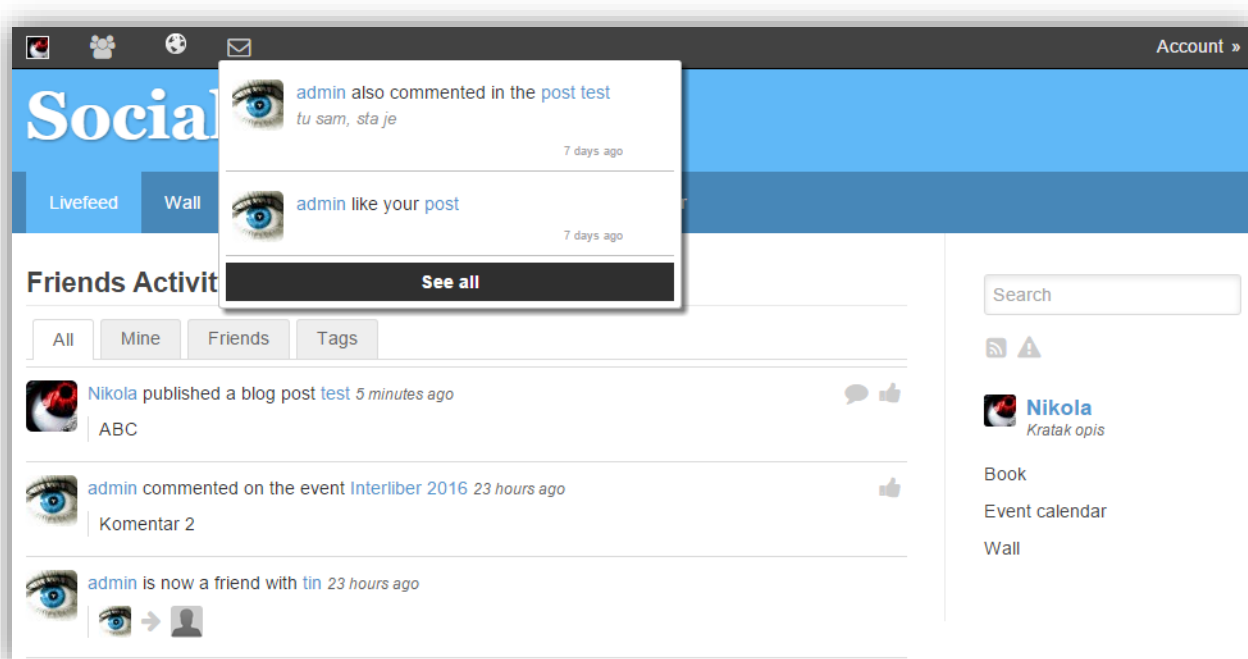 Account »
admin also commented in the post test
tu sam, sta je
7 days ago
Social
Livefeed Wall
admin like your post
7 days ago
See all
Friends Activit
Search
All Mine Friends Tags
Nikola published a blog post test 5 minutes ago
ABC
Nikola
Kratak opis
admin commented on the event Interliber 2016 23 hours ago
Komentar 2
Book
Event calendar
Wall
admin is now a friend with tin 23 hours ago